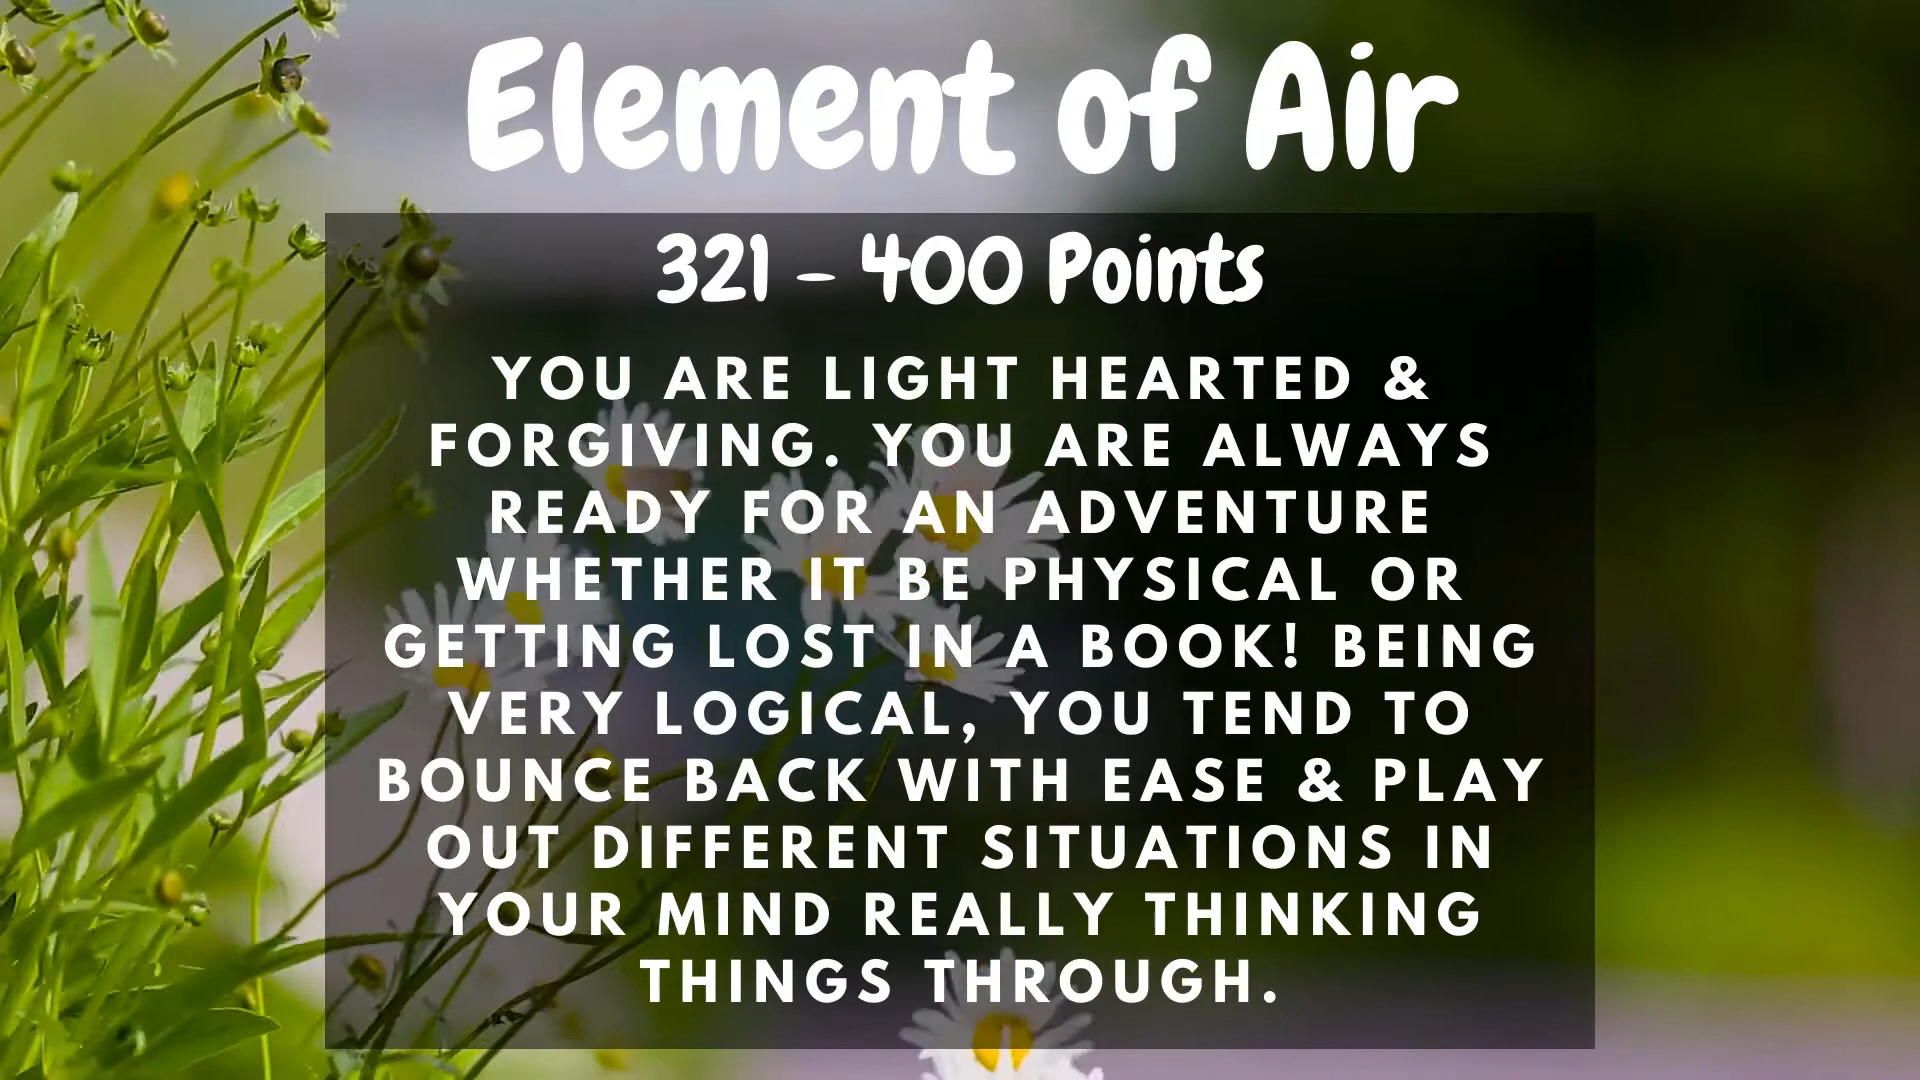 Element of Air
321 - 400 Points
YOU ARE LIGHT HEARTED &
FORGIVING. YOU ARE ALWAYS
READY FOR AN ADVENTURE
WHETHER IT BE PHYSICAL OR
GETTING LOST IN A BOOK! BEING
VERY LOGICAL, YOU TEND TO
BOUNCE BACK WITH EASE & PLAY
OUT DIFFERENT SITUATIONS IN
YOUR MIND REALLY THINKING
THINGS THROUGH.